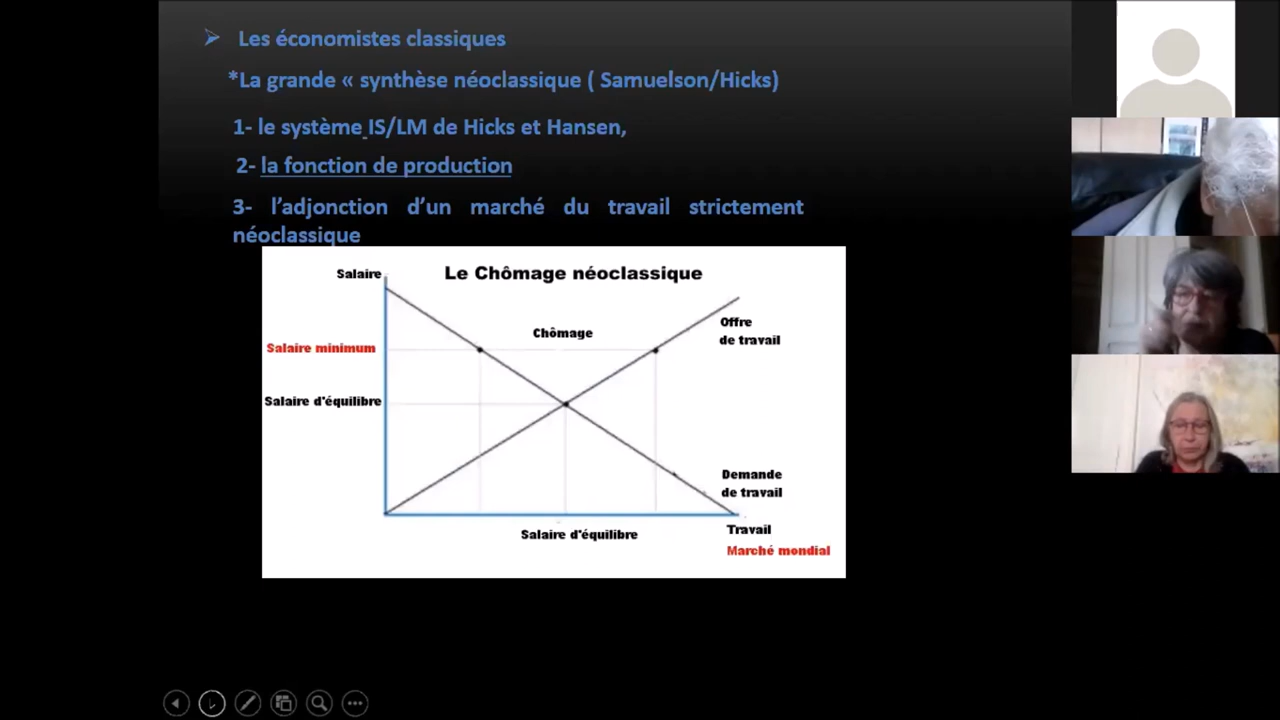 Les économistes classiques
*La grande « synthèse néoclassique ( Samuelson/Hicks)
1- le système IS/LM de Hicks et Hansen,
2- la fonction de production
3- l’adjonction d’un marché du travail strictement
néoclassique
Salaire
Le Chômage néoclassique
Offre
de travail
Chômage
Salaire minimum
Salaire d'équilibre
Demande
de travail
Salaire d'équilibre
Travail
Marché mondial